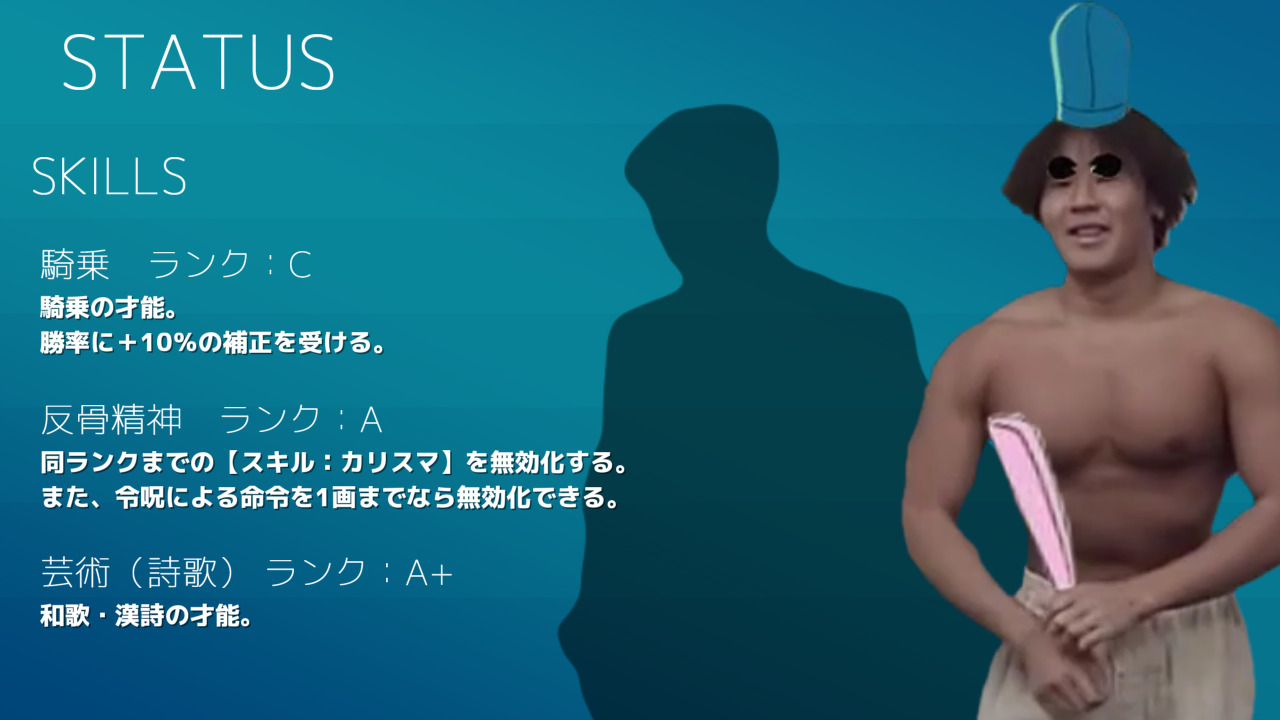 STATUS
SKILLS
騎乗　ランク：C
騎乗の才能。
勝率に＋10%の補正を受ける。
反骨精神　ランク：A
同ランクまでの【スキル：カリスマ】を無効化する。
また、令呪による命令を1画までなら無効化できる。
芸術（詩歌） ランク：A+
和歌・漢詩の才能。